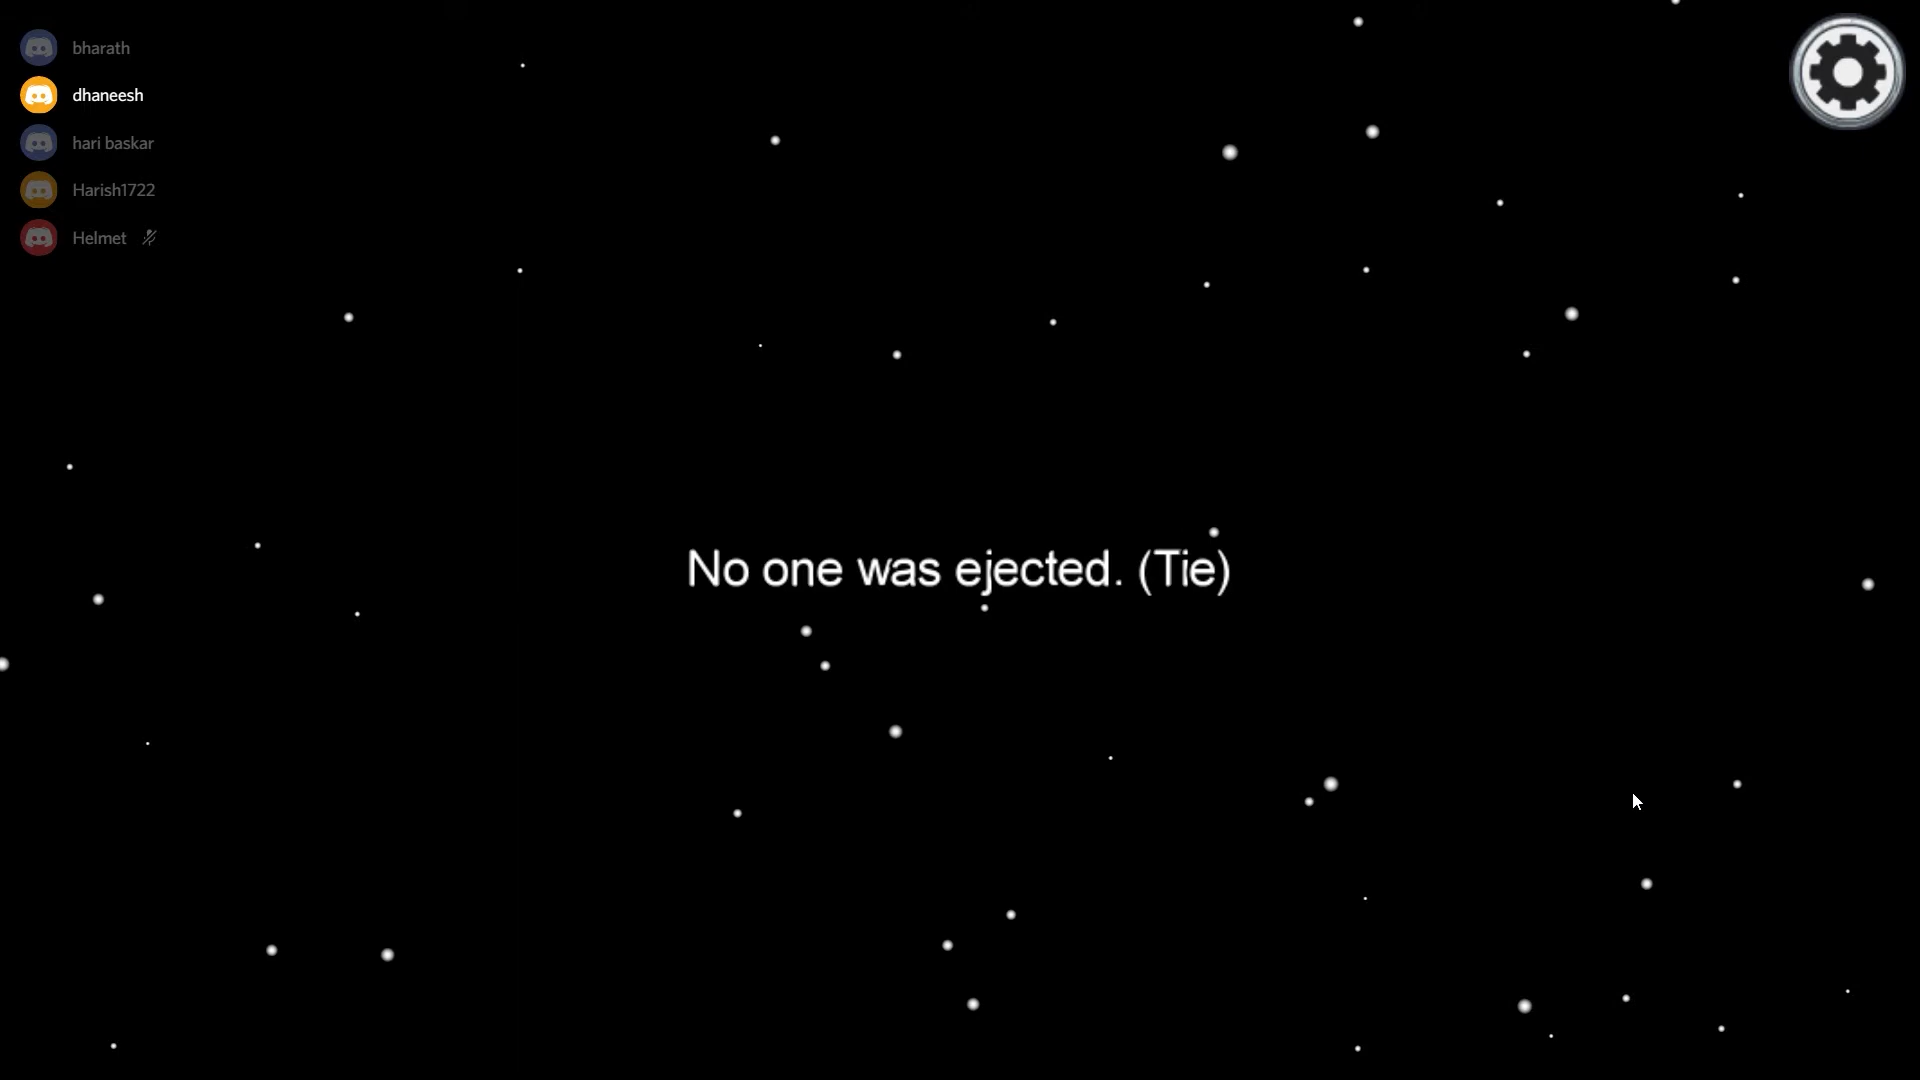 bharath
dhaneesh
hari baskar
Harish1722
Helmet
No one was ejected. (Tie)